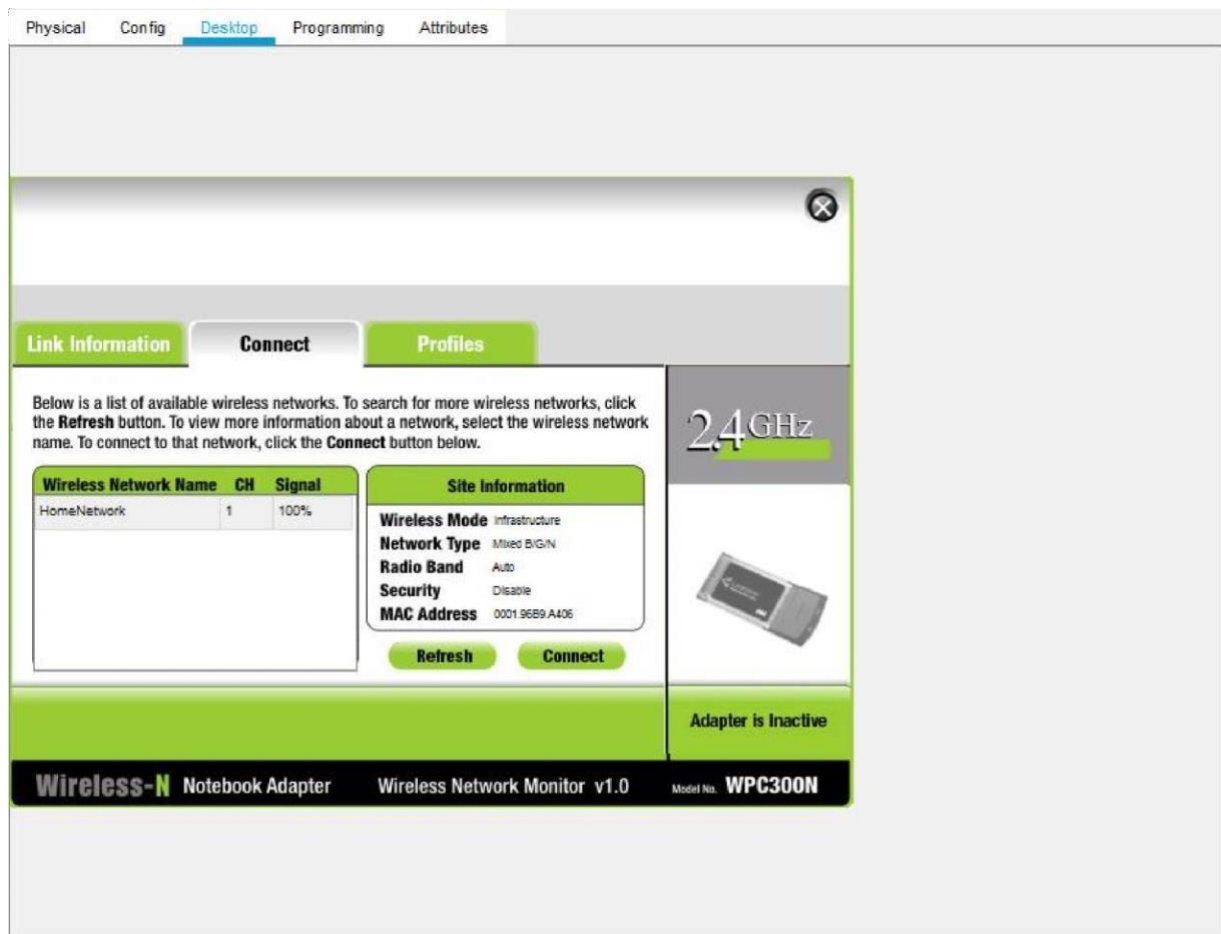 Physical Config Desktop Programming Attributes
Link Information Connect Profiles
Below is a list of available wireless networks. To search for more wireless networks, click
the Refresh button. To view more information about a network, select the wireless network
name. To connect to that network, click the Connect button below.
2.4GHz
Wireless Network Name CH Signal
HomeNetwork 1 100%
Site Information
Wireless Mode Infrastructure
Network Type Mixed B/G/N
Radio Band Auto
Security Disable
MAC Address 0001.96B9.A406
Refresh Connect
Adapter is Inactive
Wireless-N Notebook Adapter Wireless Network Monitor v1.0 Model No. WPC300N